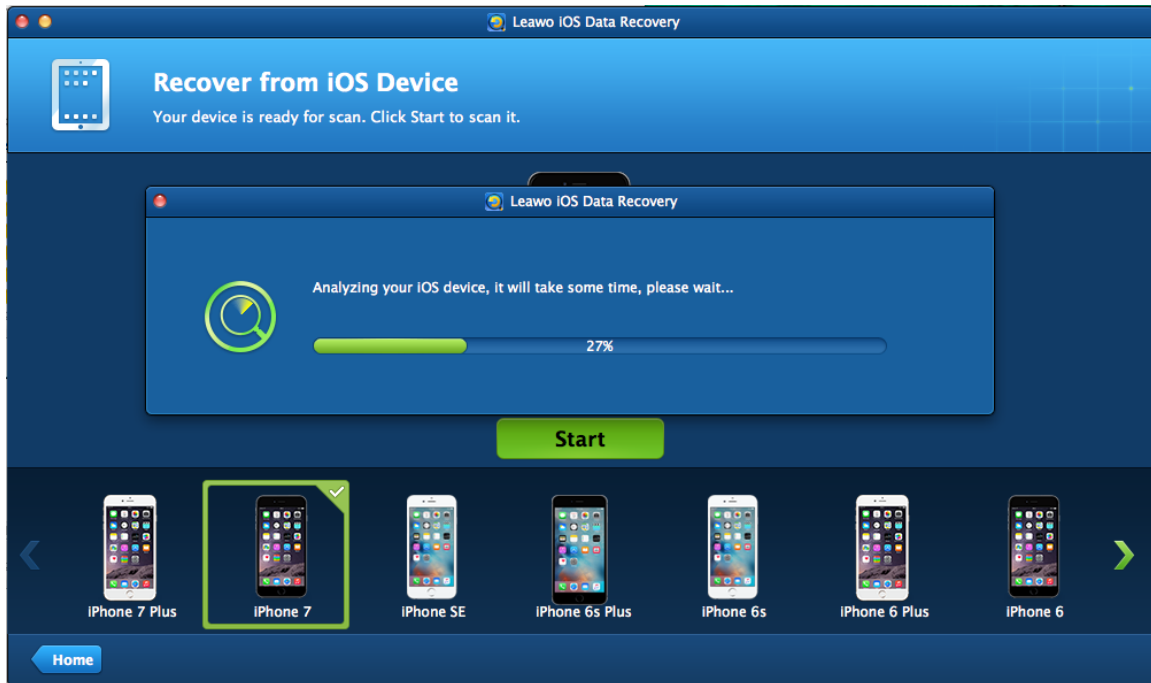 Leawo iOS Data Recovery
Recover from iOS Device
Your device is ready for scan. Click Start to scan it.
Leawo iOS Data Recovery
Analyzing your iOS device, it will take some time, please wait...
27%
Start
iPhone 7 Plus
iPhone 7
iPhone SE
iPhone 6s Plus
iPhone 6s
iPhone 6 Plus
iPhone 6
Home